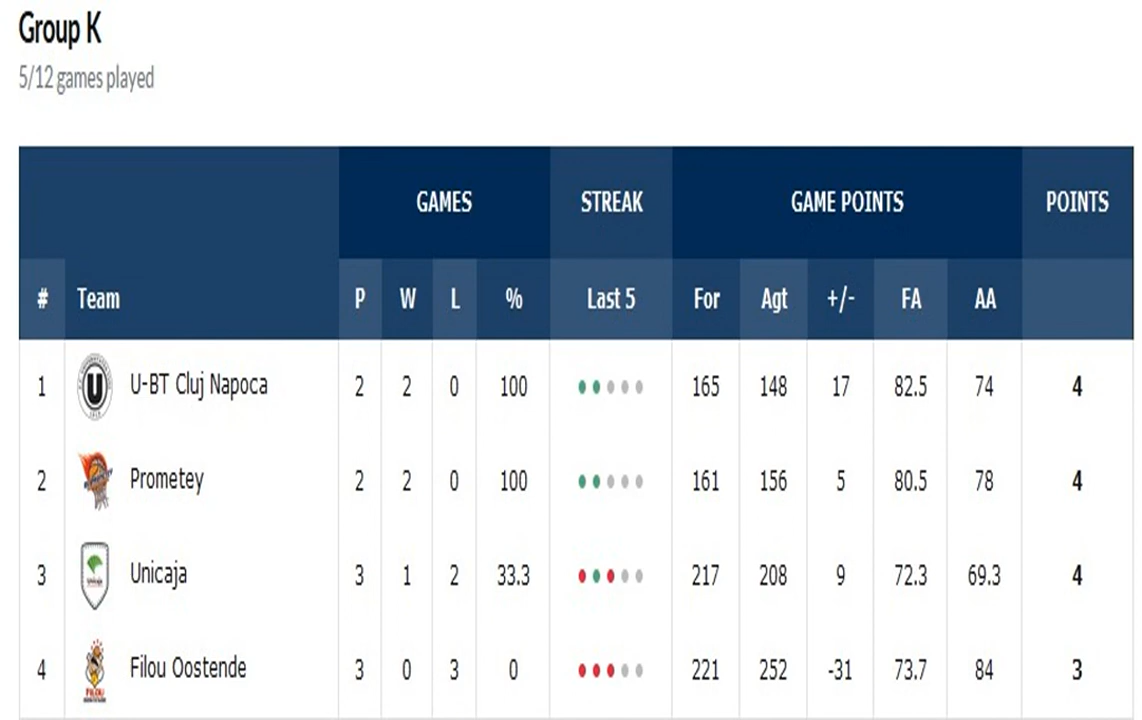 Group K
5/12 games played
GAMES STREAK GAME POINTS POINTS
# Team P W L % Last 5 For Agt +/- FA AA
1 U U-BT Cluj Napoca 2 2 0 100 165 148 17 82.5 74 4
2 Prometey 2 2 0 100 161 156 5 80.5 78 4
3 Unicaja Unicaja 3 1 2 33.3 217 208 9 72.3 69.3 4
4 FILOU Filou Oostende 3 0 3 0 221 252 -31 73.7 84 3